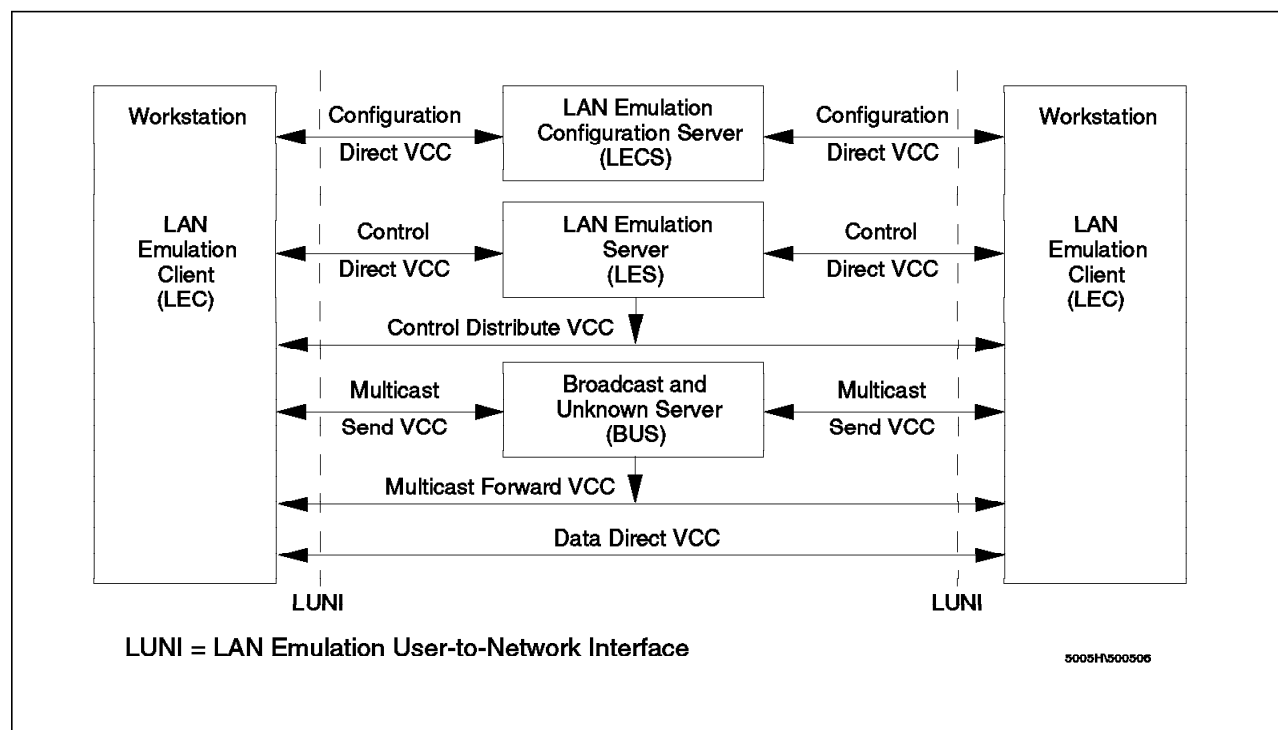 Workstation
LAN
Emulation
Client
(LEC)
Configuration
Direct VCC
LAN Emulation
Configuration Server
(LECS)
Configuration
Direct VCC
Workstation
LAN
Emulation
Client
(LEC)
Control
Direct VCC
LAN Emulation
Server
(LES)
Control
Direct VCC
Control Distribute VCC
Multicast
Send VCC
Broadcast and
Unknown Server
(BUS)
Multicast
Send VCC
Multicast Forward VCC
Data Direct VCC
LUNI
LUNI
LUNI = LAN Emulation User-to-Network Interface
5005H\500506